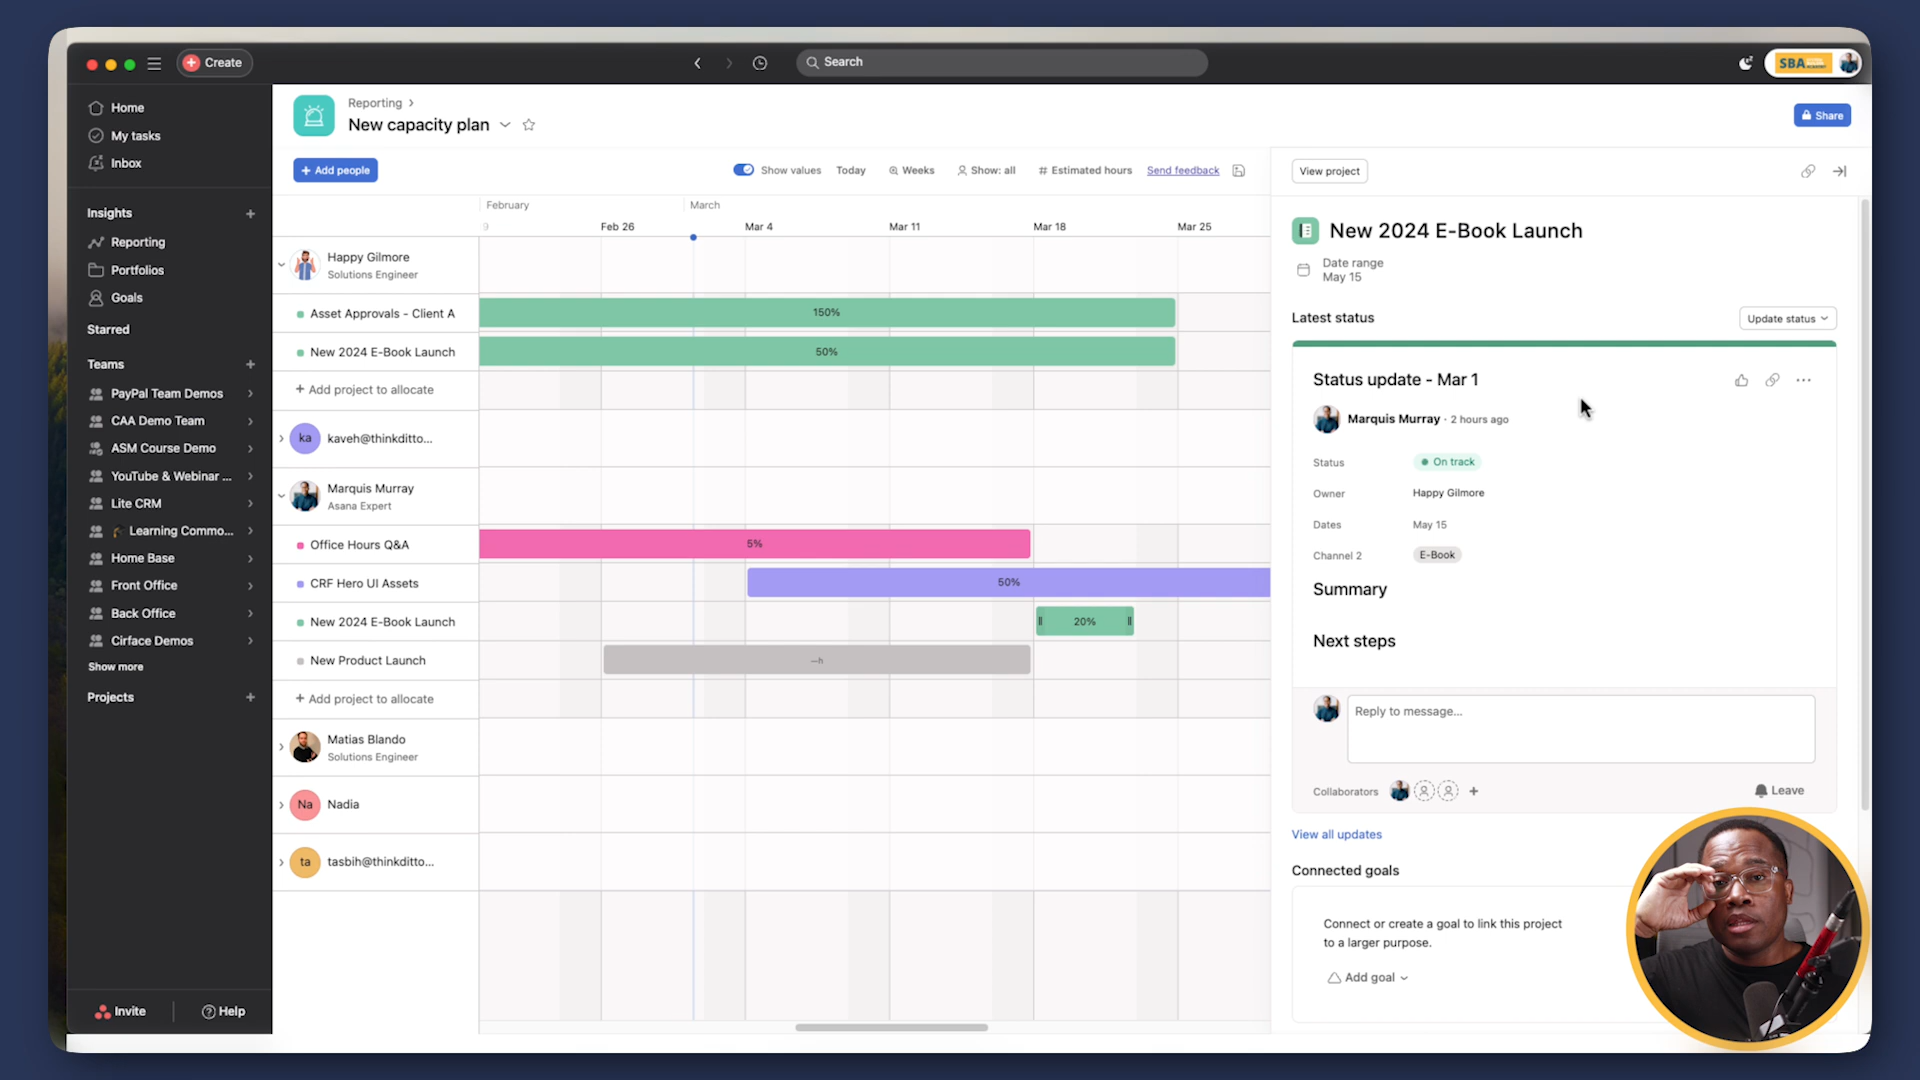 Create
Search
SBA
Home
My tasks
Inbox
Insights
Reporting
Portfolios
Goals
Starred
Teams
PayPal Team Demos
CAA Demo Team
ASM Course Demo
YouTube & Webinar ...
Lite CRM
Learning Commo...
Home Base
Front Office
Back Office
Cirface Demos
Show more
Projects
Invite
Help
Reporting
New capacity plan
Share
+ Add people
Show values
Today
Weeks
Show: all
# Estimated hours
Send feedback
February
March
9
Feb 26
Mar 4
Mar 11
Mar 18
Mar 25
Happy Gilmore
Solutions Engineer
Asset Approvals - Client A
150%
New 2024 E-Book Launch
50%
+ Add project to allocate
ka
kaveh@thinkditto...
Marquis Murray
Asana Expert
Office Hours Q&A
5%
CRF Hero UI Assets
50%
New 2024 E-Book Launch
20%
New Product Launch
—h
+ Add project to allocate
Matias Blando
Solutions Engineer
Na
Nadia
ta
tasbih@thinkditto...
View project
New 2024 E-Book Launch
Date range
May 15
Latest status
Update status
Status update - Mar 1
Marquis Murray · 2 hours ago
Status
On track
Owner
Happy Gilmore
Dates
May 15
Channel 2
E-Book
Summary
Next steps
Reply to message...
Collaborators
Leave
View all updates
Connected goals
Connect or create a goal to link this project
to a larger purpose.
Add goal